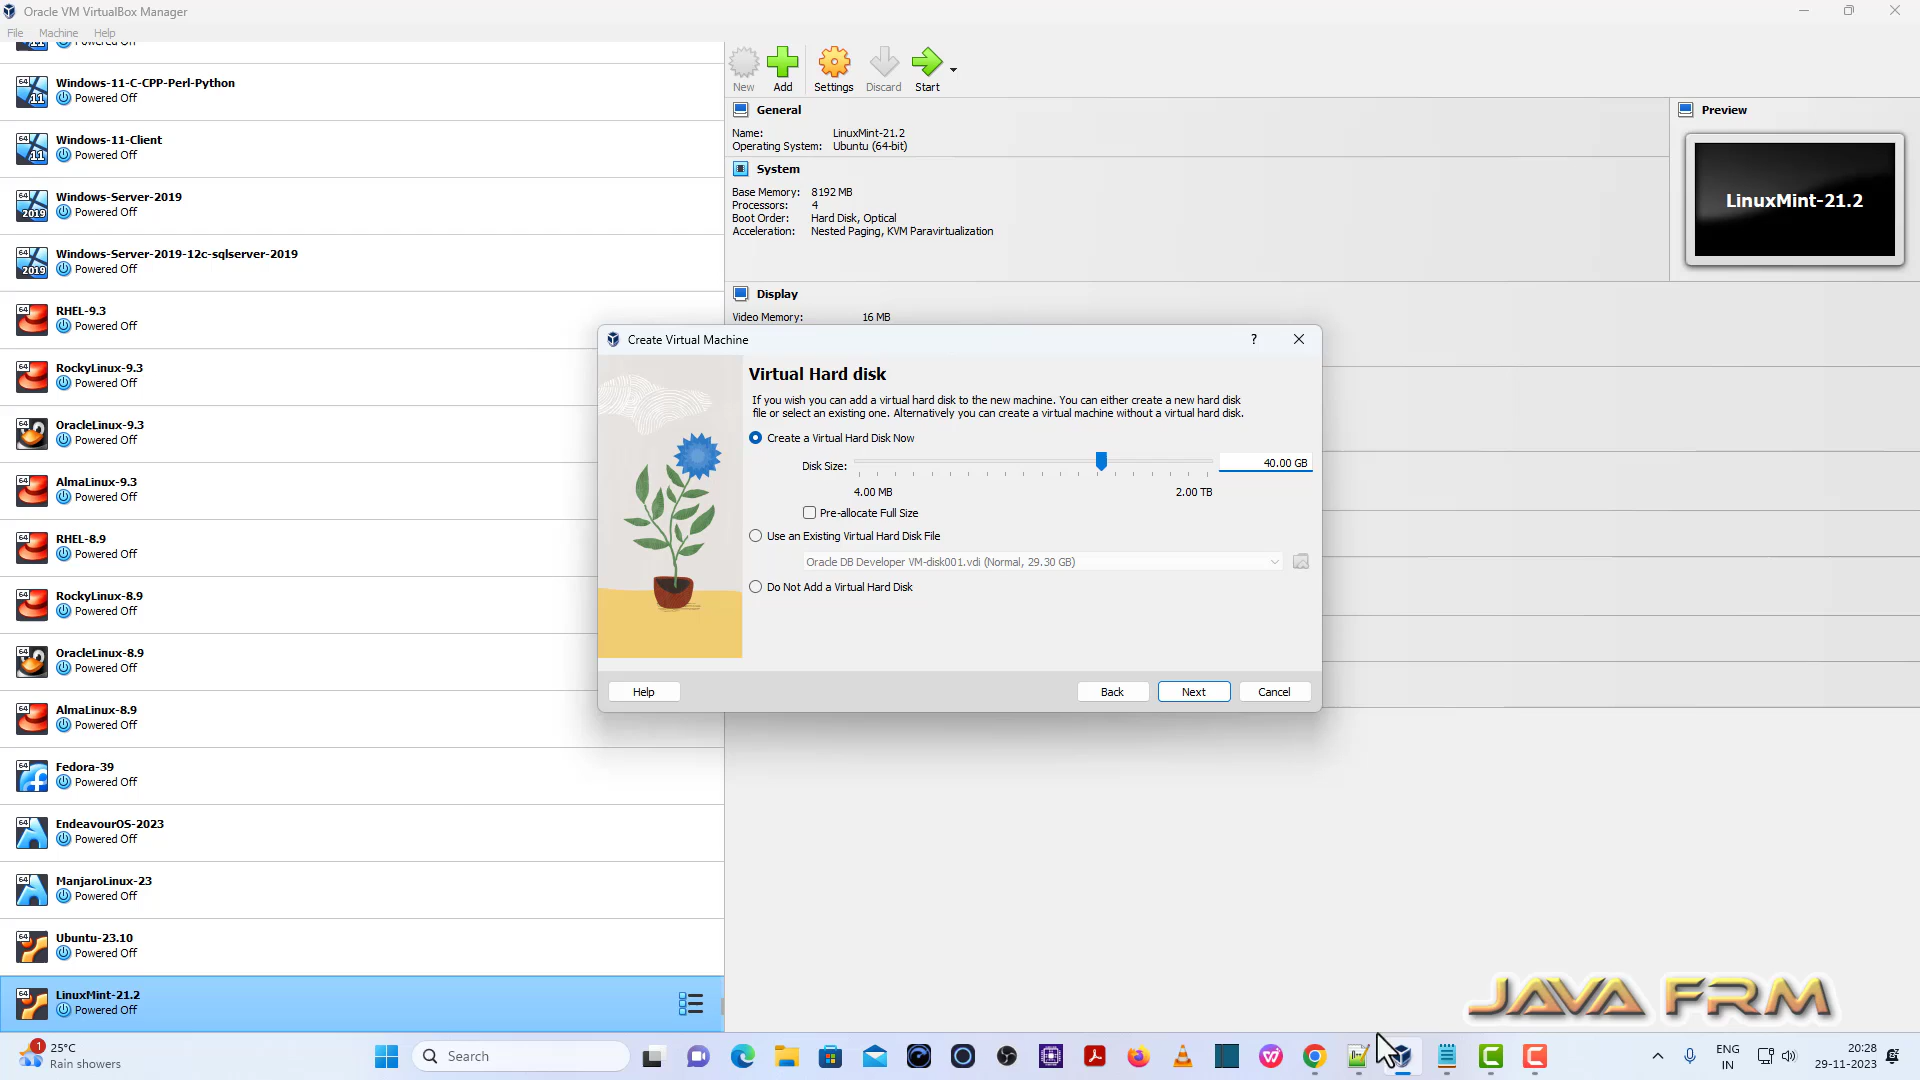 Oracle VM VirtualBox Manager
File Machine Help
Powered Off
Windows-11-C-CPP-Perl-Python
Powered Off
Windows-11-Client
Powered Off
Windows-Server-2019
Powered Off
Windows-Server-2019-12c-sqlserver-2019
Powered Off
RHEL-9.3
Powered Off
RockyLinux-9.3
Powered Off
OracleLinux-9.3
Powered Off
AlmaLinux-9.3
Powered Off
RHEL-8.9
Powered Off
RockyLinux-8.9
Powered Off
OracleLinux-8.9
Powered Off
AlmaLinux-8.9
Powered Off
Fedora-39
Powered Off
EndeavourOS-2023
Powered Off
ManjaroLinux-23
Powered Off
Ubuntu-23.10
Powered Off
LinuxMint-21.2
Powered Off
New Add Settings Discard Start
General
Name: LinuxMint-21.2
Operating System: Ubuntu (64-bit)
System
Base Memory: 8192 MB
Processors: 4
Boot Order: Hard Disk, Optical
Acceleration: Nested Paging, KVM Paravirtualization
Display
Video Memory: 16 MB
Preview
LinuxMint-21.2
Create Virtual Machine
Virtual Hard disk
If you wish you can add a virtual hard disk to the new machine. You can either create a new hard disk
file or select an existing one. Alternatively you can create a virtual machine without a virtual hard disk.
Create a Virtual Hard Disk Now
Disk Size: 40.00 GB
4.00 MB 2.00 TB
Pre-allocate Full Size
Use an Existing Virtual Hard Disk File
Oracle DB Developer VM-disk001.vdi (Normal, 29.30 GB)
Do Not Add a Virtual Hard Disk
Help Back Next Cancel
JAVA FRM
1
25°C
Rain showers
Search
ENG
IN
20:28
29-11-2023